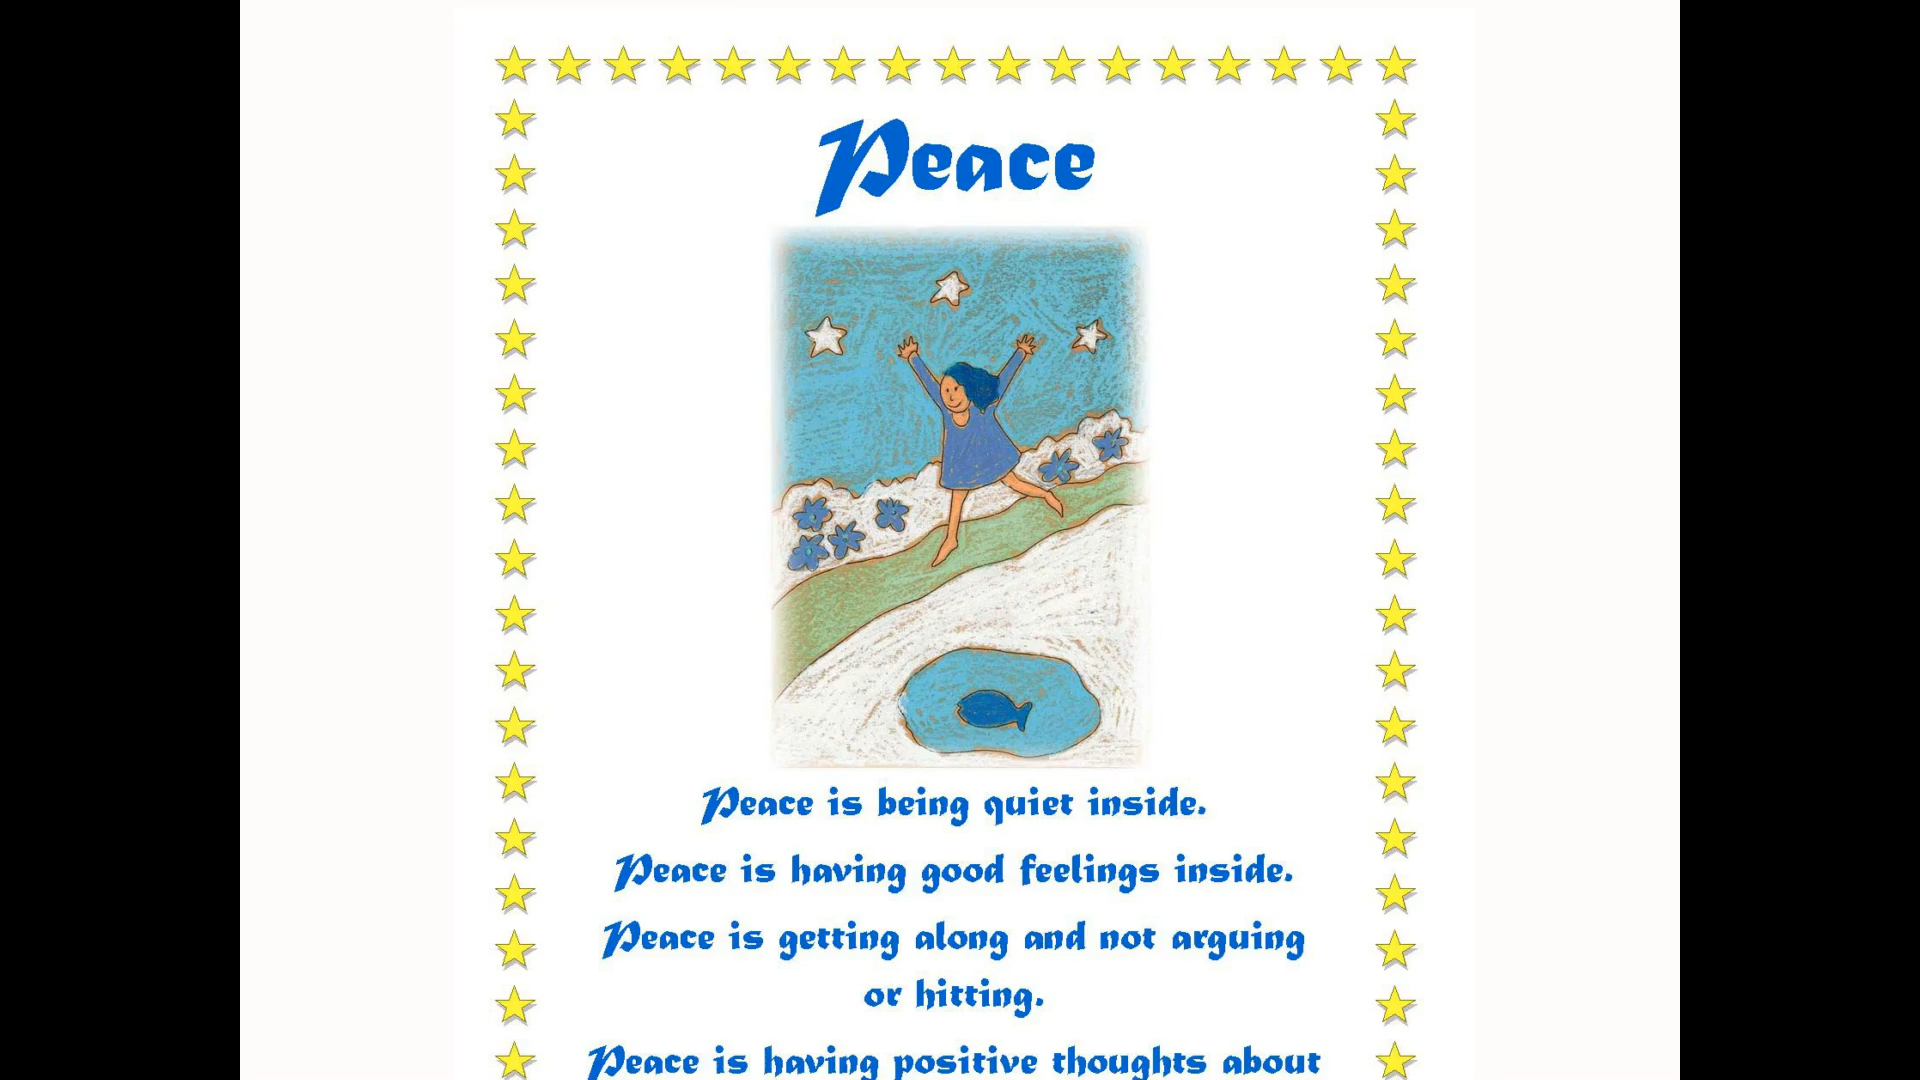 Peace
Peace is being quiet inside.
Peace is having good feelings inside.
Peace is getting along and not arguing
or hitting.
Peace is having positive thoughts about